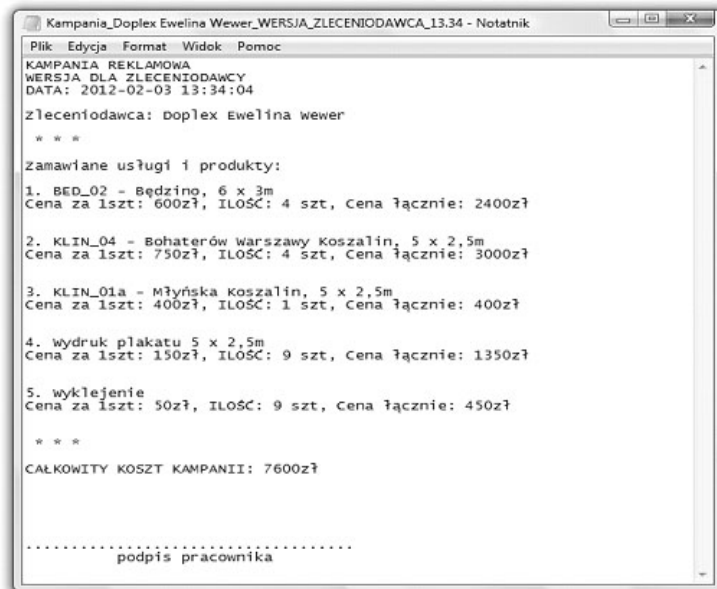 Kampania_Doplex Ewelina Wewer_WERSJA_ZLECENIODAWCA_13.34 - Notatnik
Plik Edycja Format Widok Pomoc
KAMPANIA REKLAMOWA
WERSJA DLA ZLECENIODAWCY
DATA: 2012-02-03 13:34:04
Zleceniodawca: Doplex Ewelina Wewer
* * *
Zamawiane usługi i produkty:
1. BED_02 - Będzino, 6 x 3m
Cena za 1szt: 600zł, ILOŚĆ: 4 szt, Cena łącznie: 2400zł
2. KLIN_04 - Bohaterów Warszawy Koszalin, 5 x 2,5m
Cena za 1szt: 750zł, ILOŚĆ: 4 szt, Cena łącznie: 3000zł
3. KLIN_01a - Młyńska Koszalin, 5 x 2,5m
Cena za 1szt: 400zł, ILOŚĆ: 1 szt, Cena łącznie: 400zł
4. Wydruk plakatu 5 x 2,5m
Cena za 1szt: 150zł, ILOŚĆ: 9 szt, Cena łącznie: 1350zł
5. Wyklejenie
Cena za 1szt: 50zł, ILOŚĆ: 9 szt, Cena łącznie: 450zł
* * *
CAŁKOWITY KOSZT KAMPANII: 7600zł
....................................
podpis pracownika